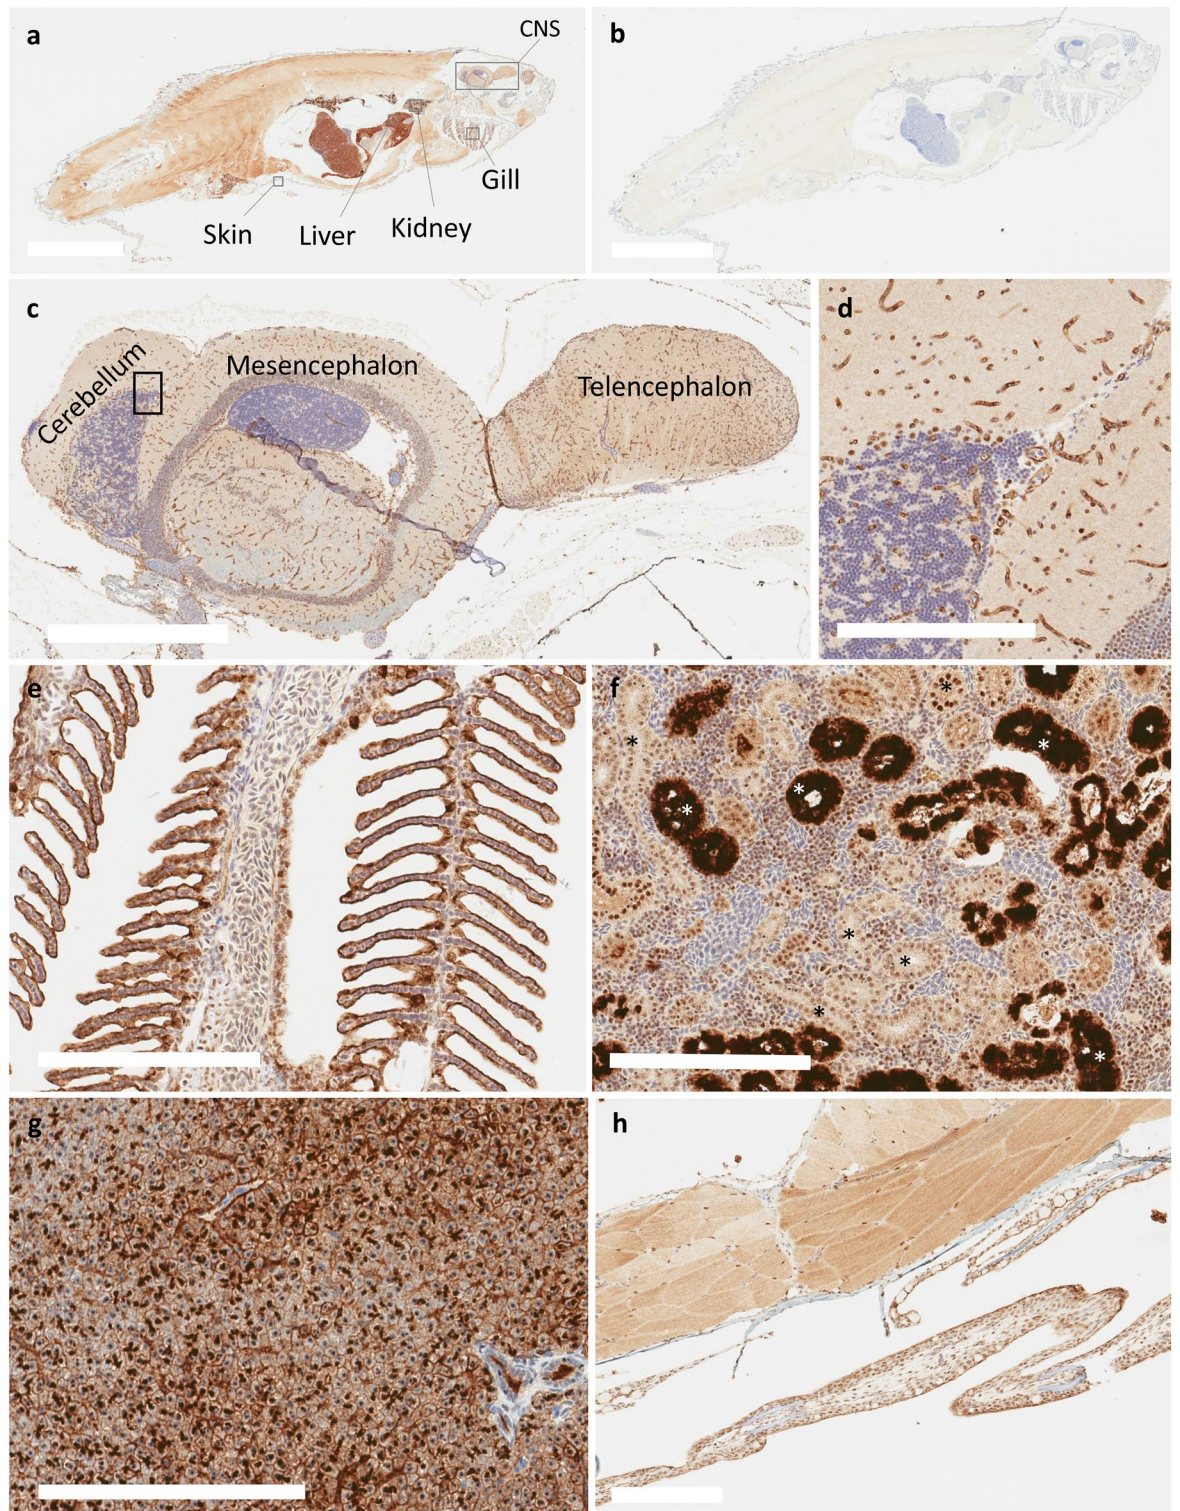 a
CNS
Gill
Skin
Liver
Kidney
b
c
Cerebellum
Mesencephalon
Telencephalon
d
e
f
*
*
*
*
*
*
*
*
*
g
h